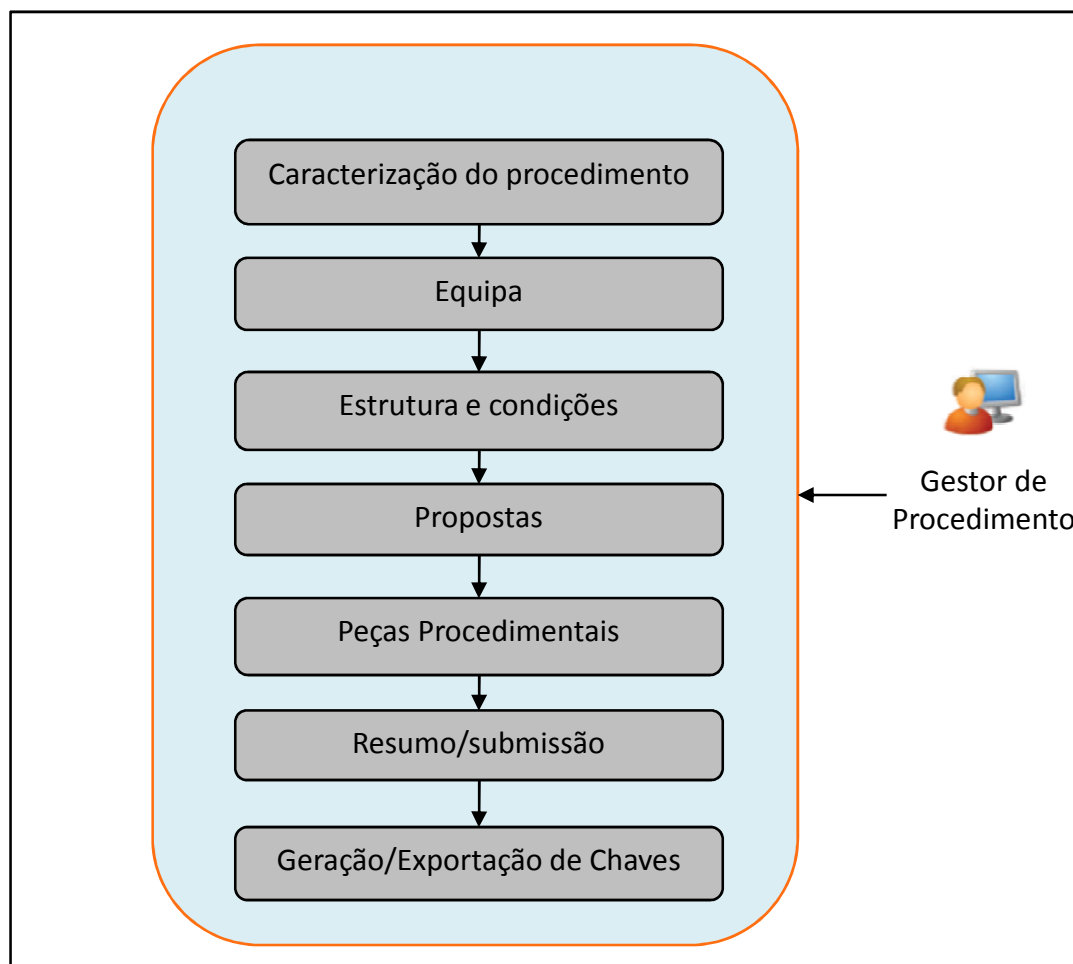 Caracterização do procedimento
Equipa
Estrutura e condições
Propostas
Peças Procedimentais
Resumo/submissão
Geração/Exportação de Chaves
Gestor de
Procedimento